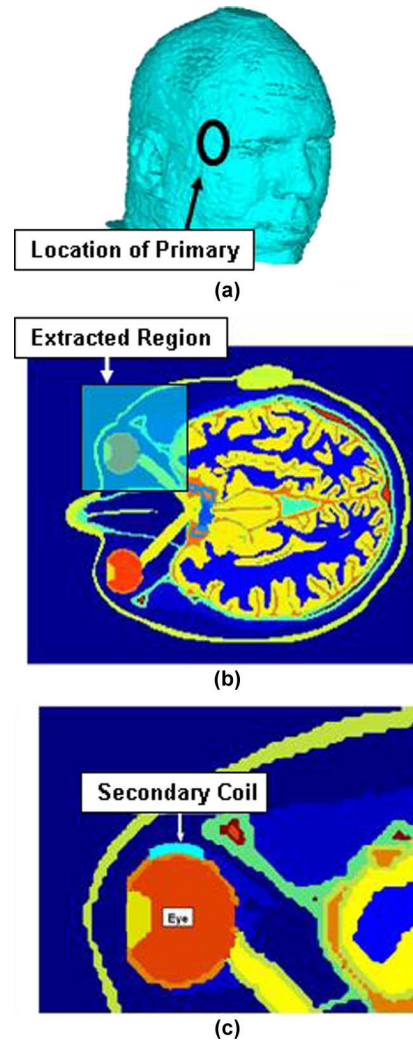 Location of Primary
(a)
Extracted Region
(b)
Secondary Coil
Eye
(c)